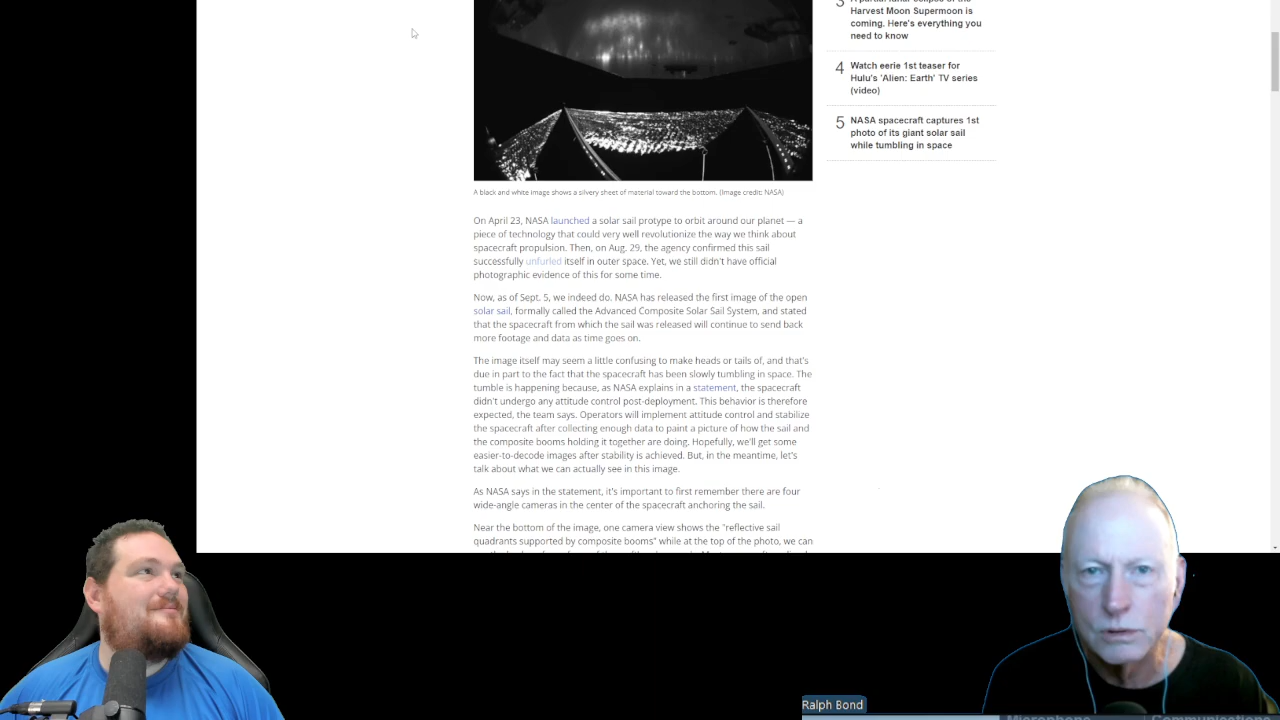 3
A partial lunar eclipse of the
Harvest Moon Supermoon is
coming. Here's everything you
need to know
4
Watch eerie 1st teaser for
Hulu's 'Alien: Earth' TV series
(video)
5
NASA spacecraft captures 1st
photo of its giant solar sail
while tumbling in space
A black and white image shows a silvery sheet of material toward the bottom. (Image credit: NASA)
On April 23, NASA launched a solar sail protype to orbit around our planet — a
piece of technology that could very well revolutionize the way we think about
spacecraft propulsion. Then, on Aug. 29, the agency confirmed this sail
successfully unfurled itself in outer space. Yet, we still didn't have official
photographic evidence of this for some time.
Now, as of Sept. 5, we indeed do. NASA has released the first image of the open
solar sail, formally called the Advanced Composite Solar Sail System, and stated
that the spacecraft from which the sail was released will continue to send back
more footage and data as time goes on.
The image itself may seem a little confusing to make heads or tails of, and that's
due in part to the fact that the spacecraft has been slowly tumbling in space. The
tumble is happening because, as NASA explains in a statement, the spacecraft
didn't undergo any attitude control post-deployment. This behavior is therefore
expected, the team says. Operators will implement attitude control and stabilize
the spacecraft after collecting enough data to paint a picture of how the sail and
the composite booms holding it together are doing. Hopefully, we'll get some
easier-to-decode images after stability is achieved. But, in the meantime, let's
talk about what we can actually see in this image.
As NASA says in the statement, it's important to first remember there are four
wide-angle cameras in the center of the spacecraft anchoring the sail.
Near the bottom of the image, one camera view shows the "reflective sail
quadrants supported by composite booms" while at the top of the photo, we can
Ralph Bond
Microphone
Communications